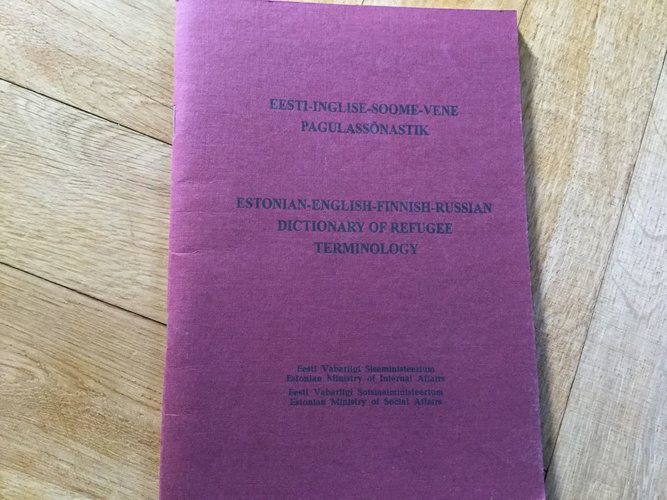 EESTI-INGLISE-SOOME-VENE
PAGULASSÕNASTIK
ESTONIAN-ENGLISH-FINNISH-RUSSIAN
DICTIONARY OF REFUGEE
TERMINOLOGY
Eesti Vabariigi Siseministeerium
Estonian Ministry of Internal Affairs
Eesti Vabariigi Sotsiaalministeerium
Estonian Ministry of Social Affairs